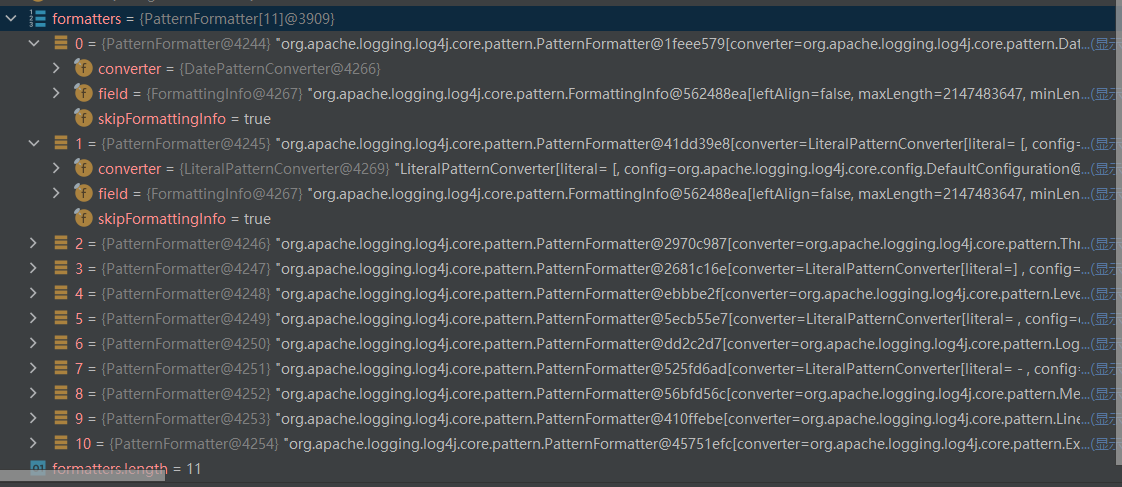 formatters = {PatternFormatter[11]@3909}
0 = {PatternFormatter@4244} "org.apache.logging.log4j.core.pattern.PatternFormatter@1feee579[converter=org.apache.logging.log4j.core.pattern.Dat...(显示
converter = {DatePatternConverter@4266}
field = {FormattingInfo@4267} "org.apache.logging.log4j.core.pattern.FormattingInfo@562488ea[leftAlign=false, maxLength=2147483647, minLen...(显示
skipFormattingInfo = true
1 = {PatternFormatter@4245} "org.apache.logging.log4j.core.pattern.PatternFormatter@41dd39e8[converter=LiteralPatternConverter[literal= [, config=...(显示
converter = {LiteralPatternConverter@4269} "LiteralPatternConverter[literal= [, config=org.apache.logging.log4j.core.config.DefaultConfiguration@...(显示
field = {FormattingInfo@4267} "org.apache.logging.log4j.core.pattern.FormattingInfo@562488ea[leftAlign=false, maxLength=2147483647, minLen...(显示
skipFormattingInfo = true
2 = {PatternFormatter@4246} "org.apache.logging.log4j.core.pattern.PatternFormatter@2970c987[converter=org.apache.logging.log4j.core.pattern.Thr...(显示
3 = {PatternFormatter@4247} "org.apache.logging.log4j.core.pattern.PatternFormatter@2681c16e[converter=LiteralPatternConverter[literal=] , config=...(显示
4 = {PatternFormatter@4248} "org.apache.logging.log4j.core.pattern.PatternFormatter@ebbbe2f[converter=org.apache.logging.log4j.core.pattern.Leve...(显示
5 = {PatternFormatter@4249} "org.apache.logging.log4j.core.pattern.PatternFormatter@5ecb55e7[converter=LiteralPatternConverter[literal= , config=...(显示
6 = {PatternFormatter@4250} "org.apache.logging.log4j.core.pattern.PatternFormatter@dd2c2d7[converter=org.apache.logging.log4j.core.pattern.Log...(显示
7 = {PatternFormatter@4251} "org.apache.logging.log4j.core.pattern.PatternFormatter@525fd6ad[converter=LiteralPatternConverter[literal= - , config=...(显示
8 = {PatternFormatter@4252} "org.apache.logging.log4j.core.pattern.PatternFormatter@56bfd56c[converter=org.apache.logging.log4j.core.pattern.Me...(显示
9 = {PatternFormatter@4253} "org.apache.logging.log4j.core.pattern.PatternFormatter@410ffebe[converter=org.apache.logging.log4j.core.pattern.Line...(显示
10 = {PatternFormatter@4254} "org.apache.logging.log4j.core.pattern.PatternFormatter@45751efc[converter=org.apache.logging.log4j.core.pattern.Ex...(显示
formatters.length = 11